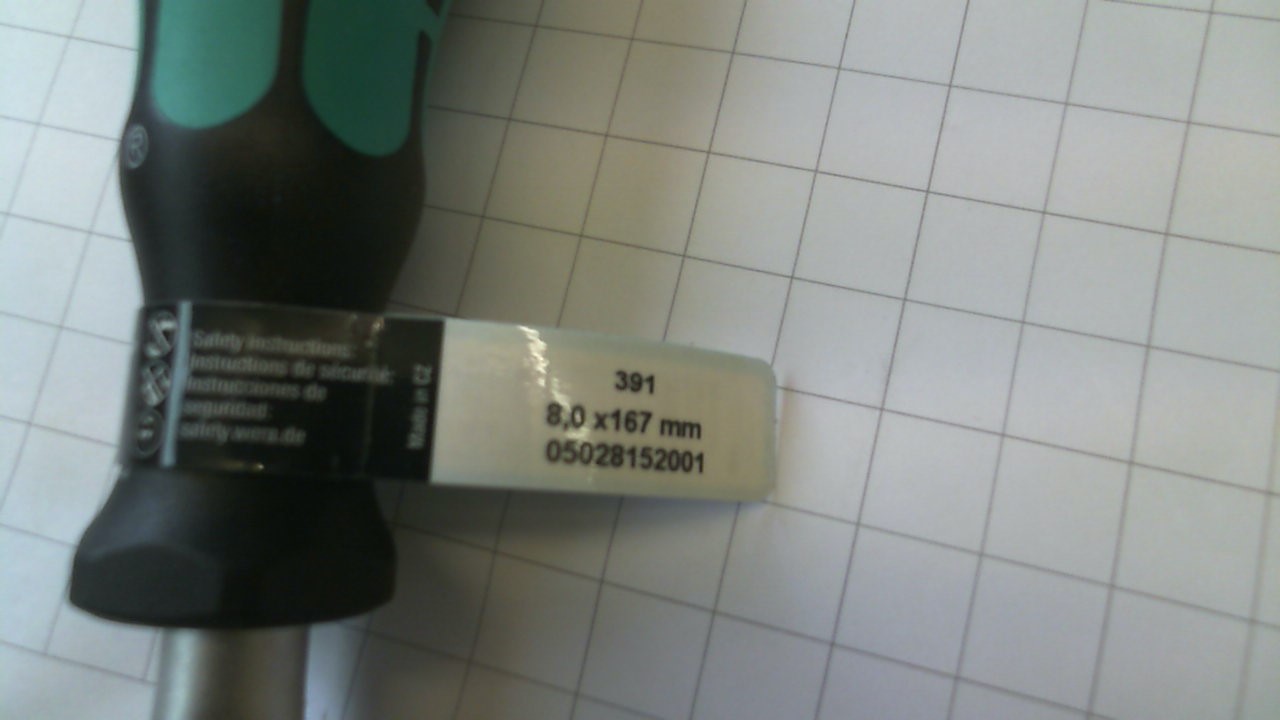 ®
Safety instructions:
Instructions de sécurité:
Instrucciones de
seguridad:
safety.wera.de
Made in CZ
391
8,0 x167 mm
05028152001